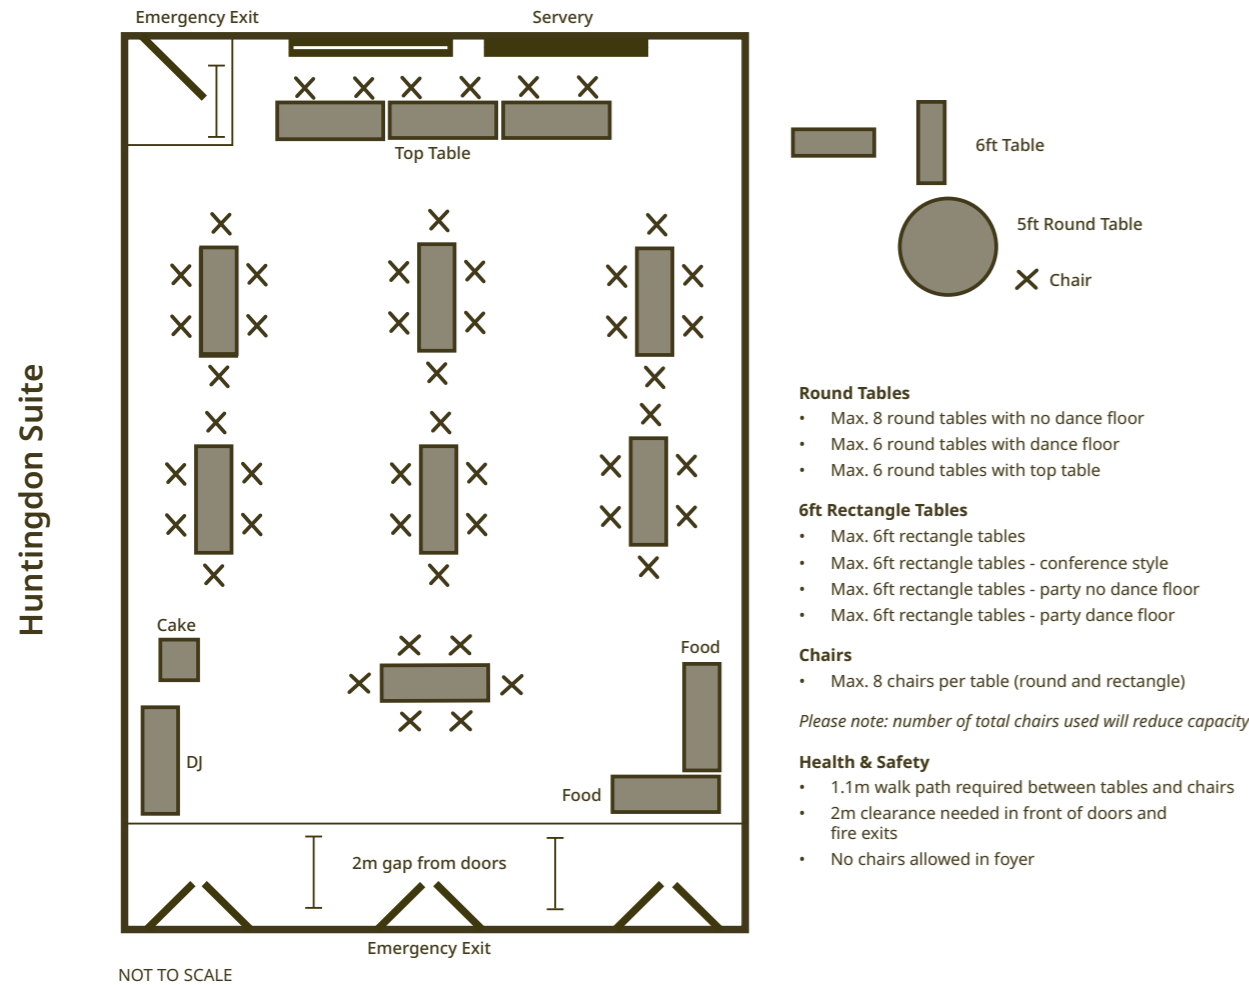 Emergency Exit
Servery
Top Table
6ft Table
5ft Round Table
Chair
Huntingdon Suite
Round Tables
• Max. 8 round tables with no dance floor
• Max. 6 round tables with dance floor
• Max. 6 round tables with top table
6ft Rectangle Tables
• Max. 6ft rectangle tables
• Max. 6ft rectangle tables - conference style
• Max. 6ft rectangle tables - party no dance floor
• Max. 6ft rectangle tables - party dance floor
Chairs
• Max. 8 chairs per table (round and rectangle)
Please note: number of total chairs used will reduce capacity
Health & Safety
• 1.1m walk path required between tables and chairs
• 2m clearance needed in front of doors and
fire exits
• No chairs allowed in foyer
Cake
Food
DJ
Food
2m gap from doors
Emergency Exit
NOT TO SCALE